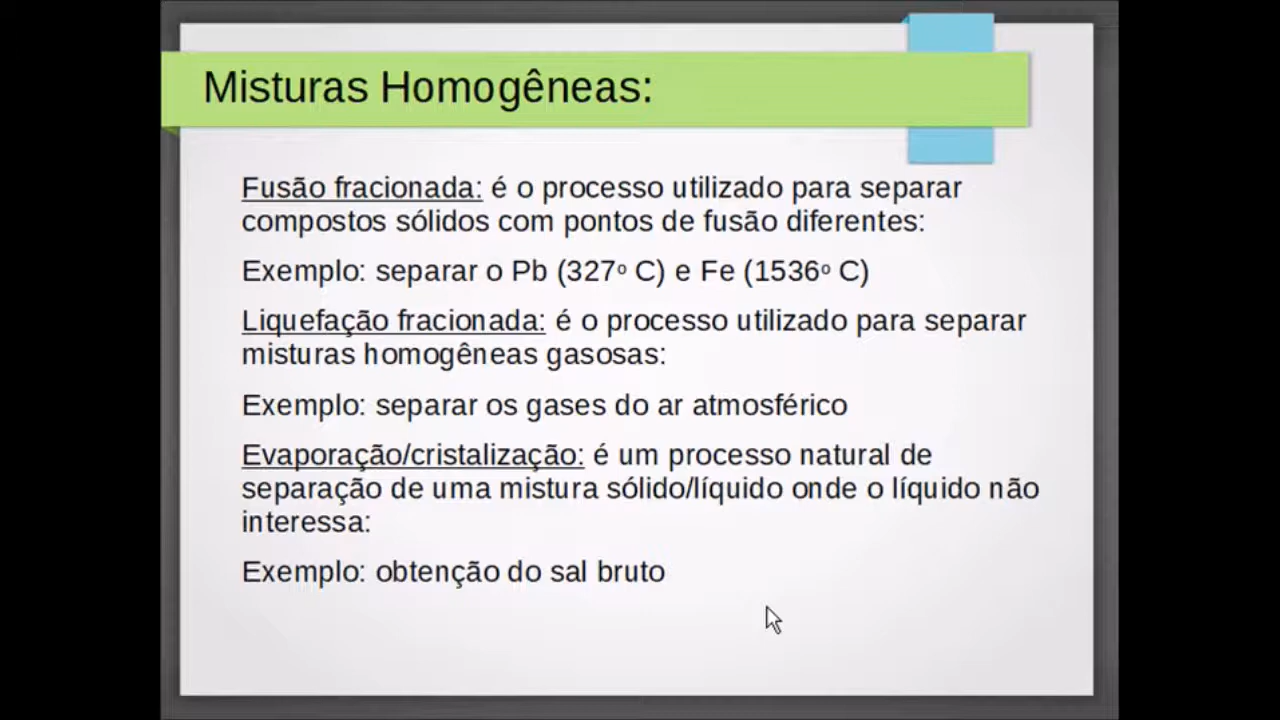 Misturas Homogêneas:
Fusão fracionada: é o processo utilizado para separar
compostos sólidos com pontos de fusão diferentes:
Exemplo: separar o Pb (327º C) e Fe (1536º C)
Liquefação fracionada: é o processo utilizado para separar
misturas homogêneas gasosas:
Exemplo: separar os gases do ar atmosférico
Evaporação/cristalização: é um processo natural de
separação de uma mistura sólido/líquido onde o líquido não
interessa:
Exemplo: obtenção do sal bruto